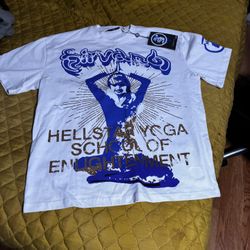 HELLSTAR YOGA
SCHOOL OF
ENLIGHTENMENT